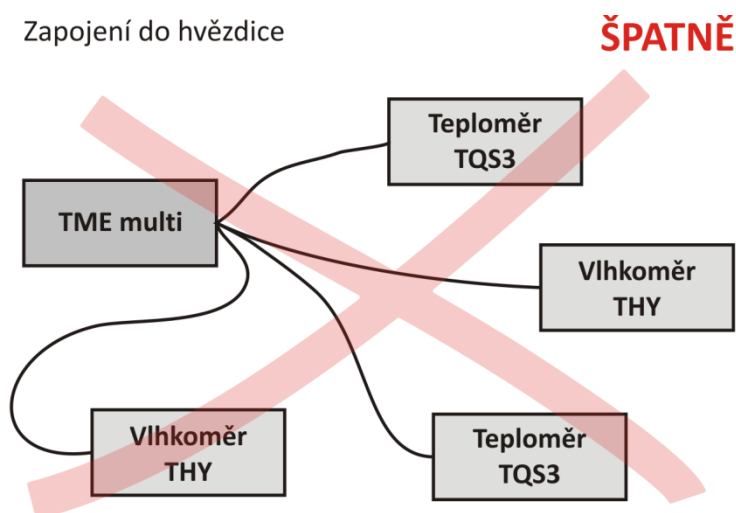 Zapojení do hvězdice
ŠPATNĚ
Teploměr
TQS3
TME multi
Vlhkoměr
THY
Vlhkoměr
THY
Teploměr
TQS3